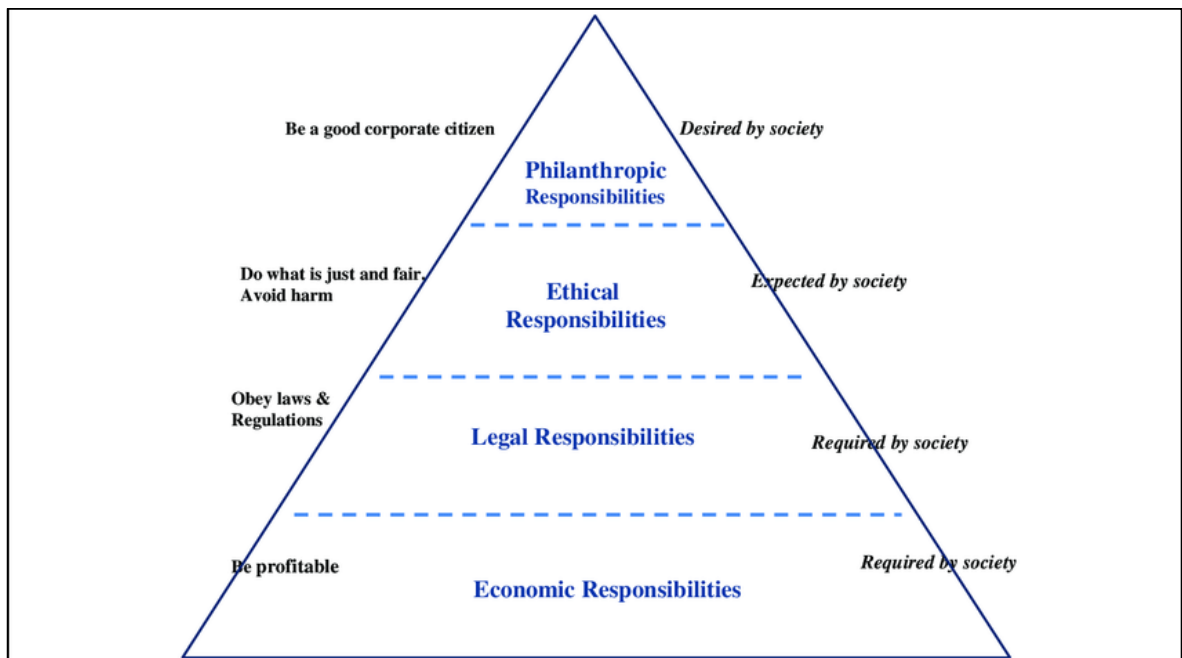 Be a good corporate citizen
Desired by society
Philanthropic
Responsibilities
Do what is just and fair,
Avoid harm
Expected by society
Ethical
Responsibilities
Obey laws &
Regulations
Legal Responsibilities
Required by society
Be profitable
Required by society
Economic Responsibilities